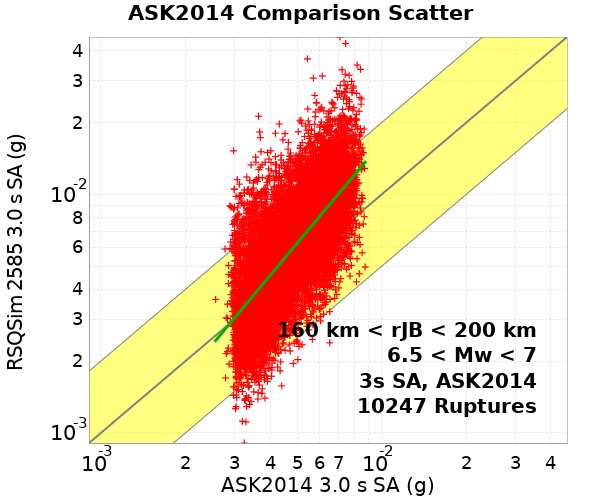 ASK2014 Comparison Scatter
RSQSim 2585 3.0 s SA (g)
4
3
2
10-2
8
6
4
3
2
10-3
160 km < rJB < 200 km
6.5 < Mw < 7
3s SA, ASK2014
10247 Ruptures
10-3 2 3 4 5 6 7 10-2 2 3 4
ASK2014 3.0 s SA (g)